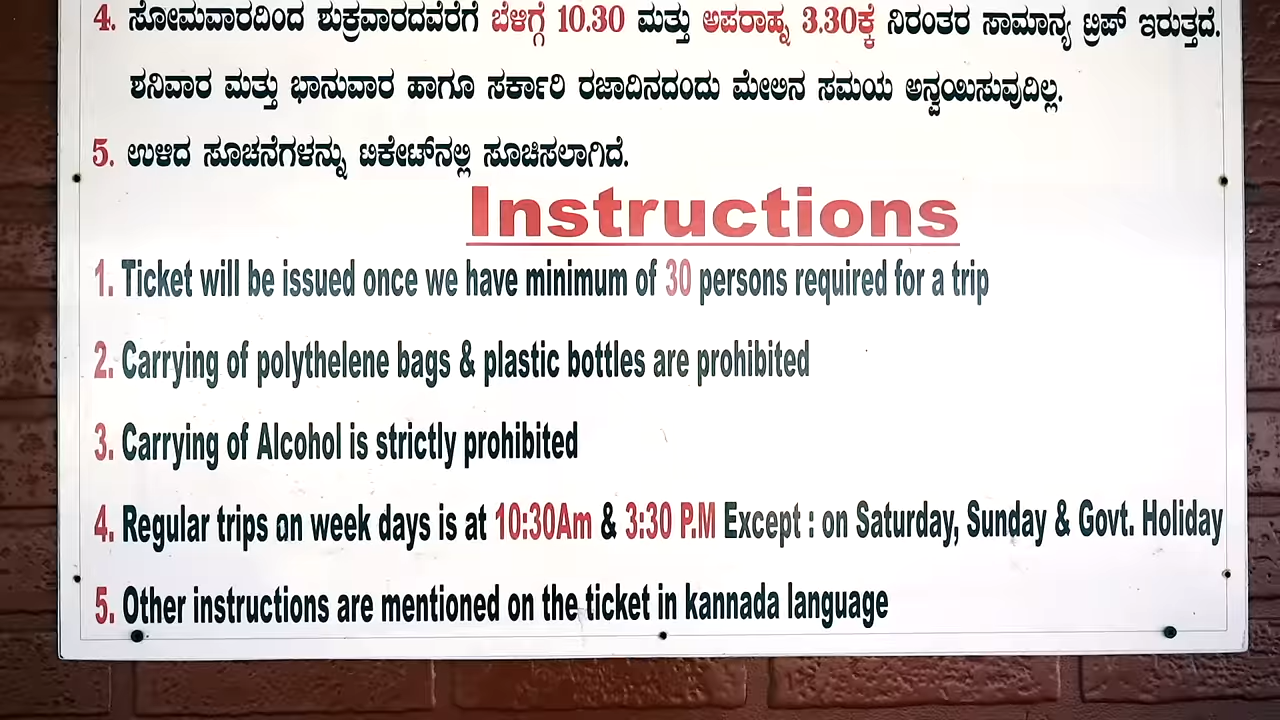 4. ಸೋಮವಾರದಿಂದ ಶುಕ್ರವಾರದವೆರೆಗೆ ಬೆಳಿಗ್ಗೆ 10.30 ಮತ್ತು ಅಪರಾಹ್ನ 3.30ಕ್ಕೆ ನಿರಂತರ ಸಾಮಾನ್ಯ ಟ್ರಿಪ್ ಇರುತ್ತದೆ.
ಶನಿವಾರ ಮತ್ತು ಭಾನುವಾರ ಹಾಗೂ ಸರ್ಕಾರಿ ರಜಾದಿನದಂದು ಮೇಲಿನ ಸಮಯ ಅನ್ವಯಿಸುವುದಿಲ್ಲ.
5. ಉಳಿದ ಸೂಚನೆಗಳನ್ನು ಟಿಕೇಟ್‌ನಲ್ಲಿ ಸೂಚಿಸಲಾಗಿದೆ.
Instructions
1. Ticket will be issued once we have minimum of 30 persons required for a trip
2. Carrying of polythelene bags & plastic bottles are prohibited
3. Carrying of Alcohol is strictly prohibited
4. Regular trips on week days is at 10:30Am & 3:30 P.M Except : on Saturday, Sunday & Govt. Holiday
5. Other instructions are mentioned on the ticket in kannada language